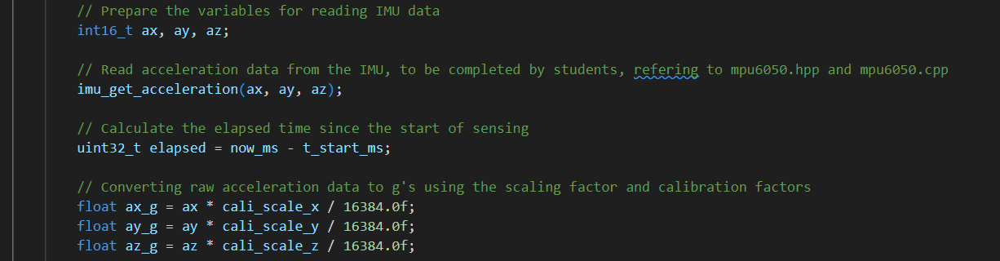 // Prepare the variables for reading IMU data
int16_t ax, ay, az;
// Read acceleration data from the IMU, to be completed by students, refering to mpu6050.hpp and mpu6050.cpp
imu_get_acceleration(ax, ay, az);
// Calculate the elapsed time since the start of sensing
uint32_t elapsed = now_ms - t_start_ms;
// Converting raw acceleration data to g's using the scaling factor and calibration factors
float ax_g = ax * cali_scale_x / 16384.0f;
float ay_g = ay * cali_scale_y / 16384.0f;
float az_g = az * cali_scale_z / 16384.0f;